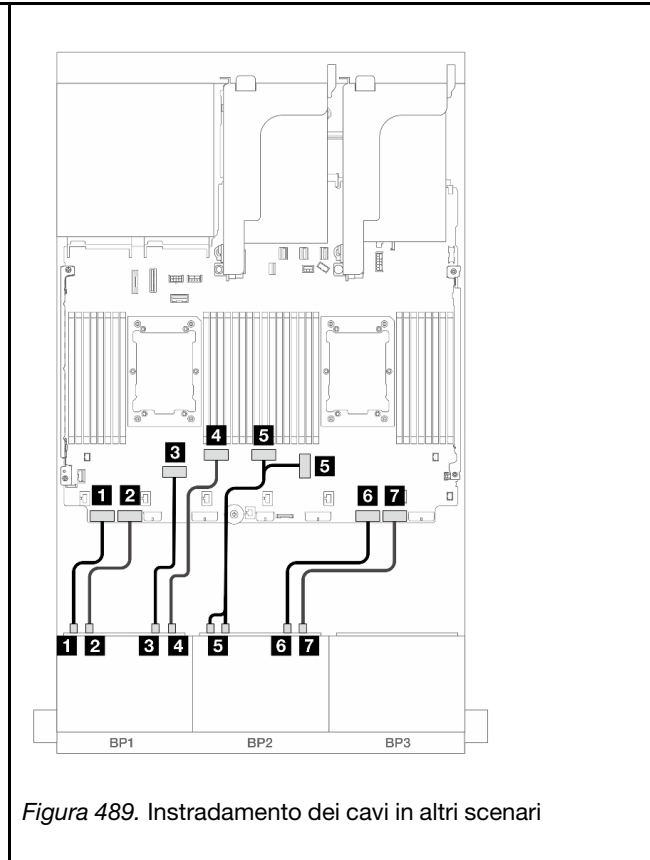 4 5
3 5
1 2 6 7
1 2 3 4 5 6 7
BP1 BP2 BP3
Figura 489. Instradamento dei cavi in altri scenari